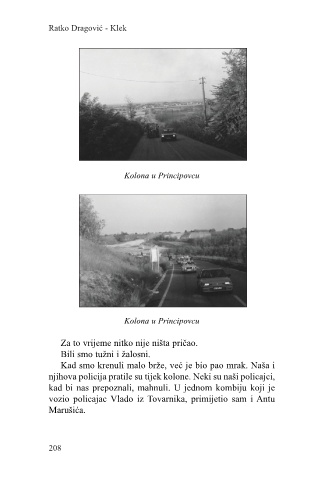 Ratko Dragović - Klek
Kolona u Principovcu
Kolona u Principovcu
Za to vrijeme nitko nije ništa pričao.
Bili smo tužni i žalosni.
Kad smo krenuli malo brže, već je bio pao mrak. Naša i
njihova policija pratile su tijek kolone. Neki su naši policajci,
kad bi nas prepoznali, mahnuli. U jednom kombiju koji je
vozio policajac Vlado iz Tovarnika, primijetio sam i Antu
Marušića.
208